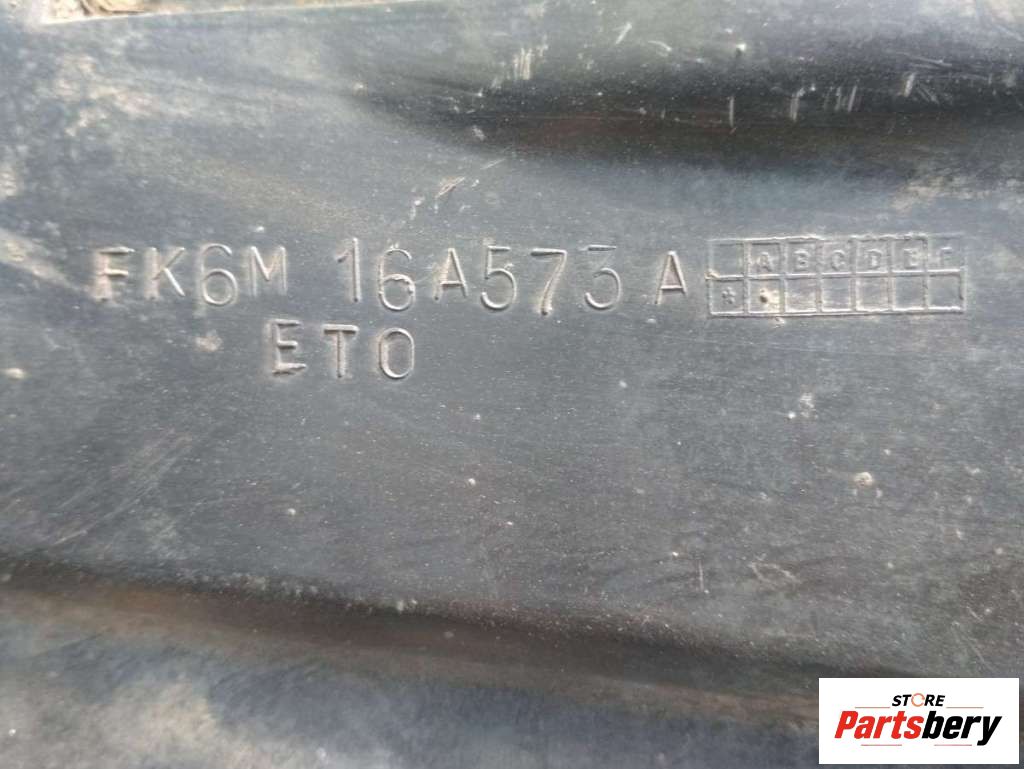 FK6M 16A573 A
A B C D E F
*
ETO
STORE
Partsbery